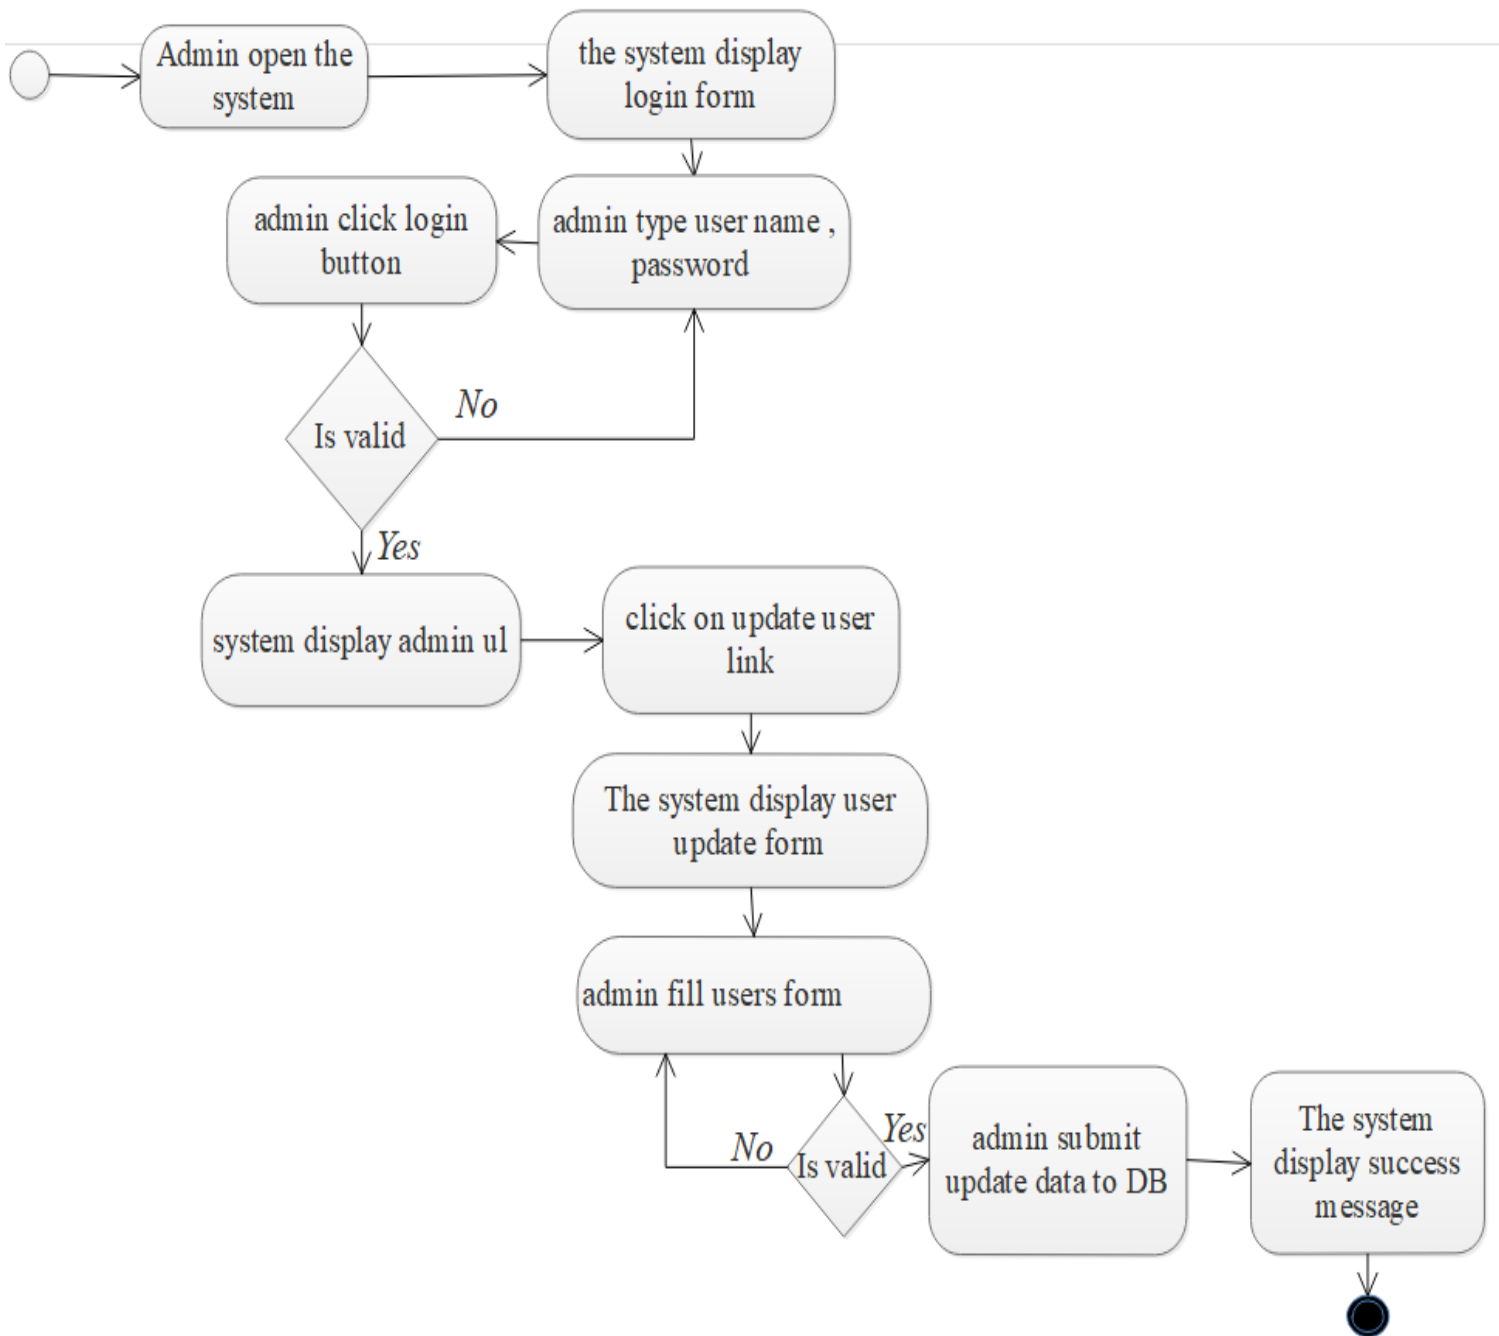 Admin open the
system
the system display
login form
admin type user name ,
password
admin click login
button
Is valid
No
Yes
system display admin ul
click on update user
link
The system display user
update form
admin fill users form
Is valid
No
Yes
admin submit
update data to DB
The system
display success
message